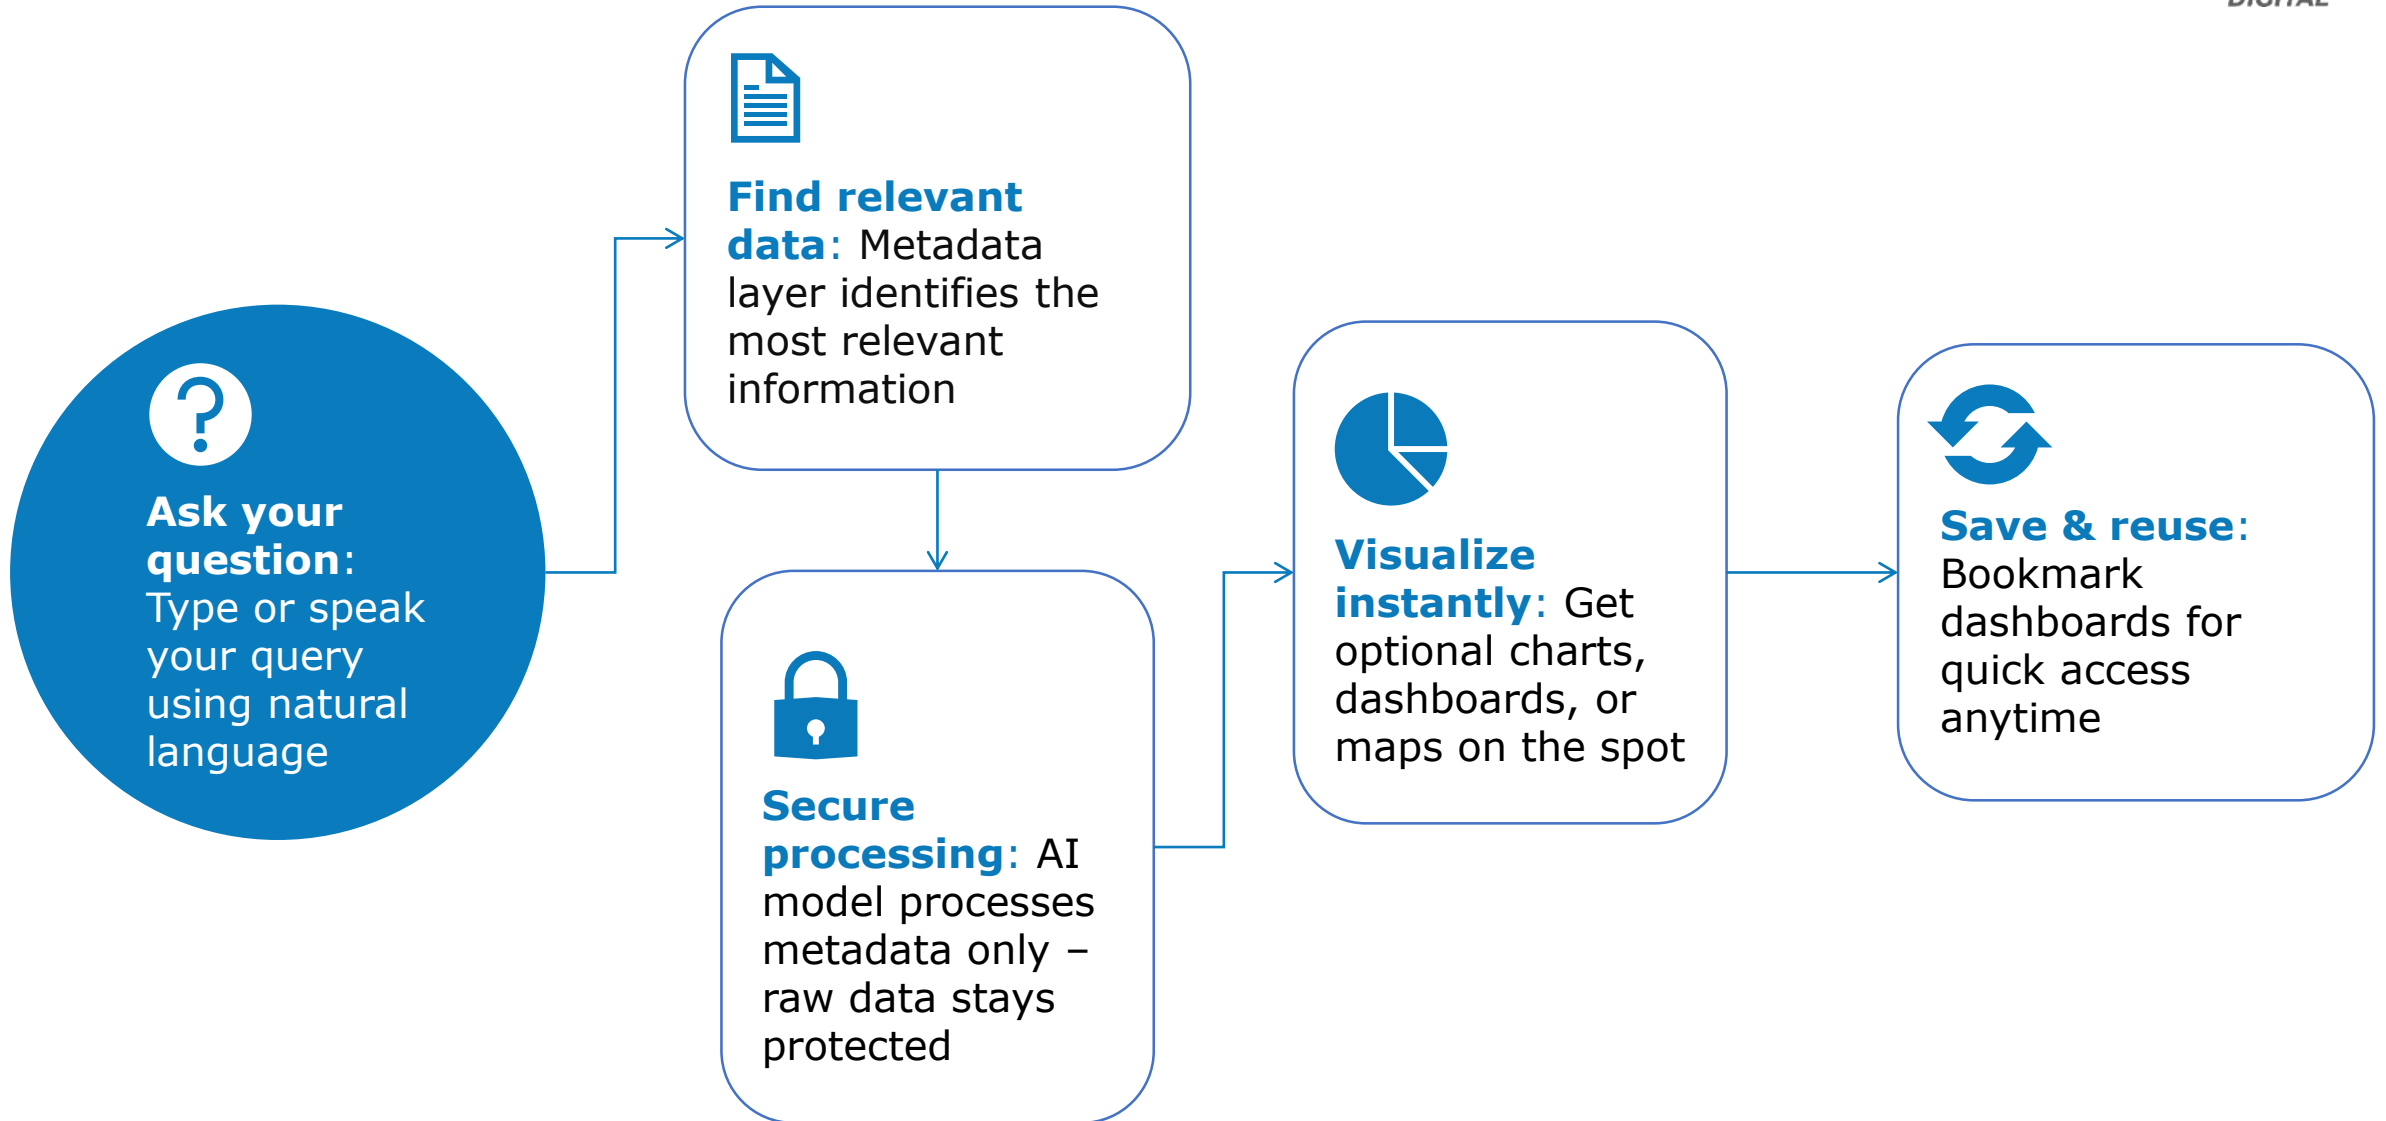 DIGITAL
Find relevant
data: Metadata
layer identifies the
most relevant
information
Ask your
question:
Type or speak
your query
using natural
language
Secure
processing: AI
model processes
metadata only –
raw data stays
protected
Visualize
instantly: Get
optional charts,
dashboards, or
maps on the spot
Save & reuse:
Bookmark
dashboards for
quick access
anytime